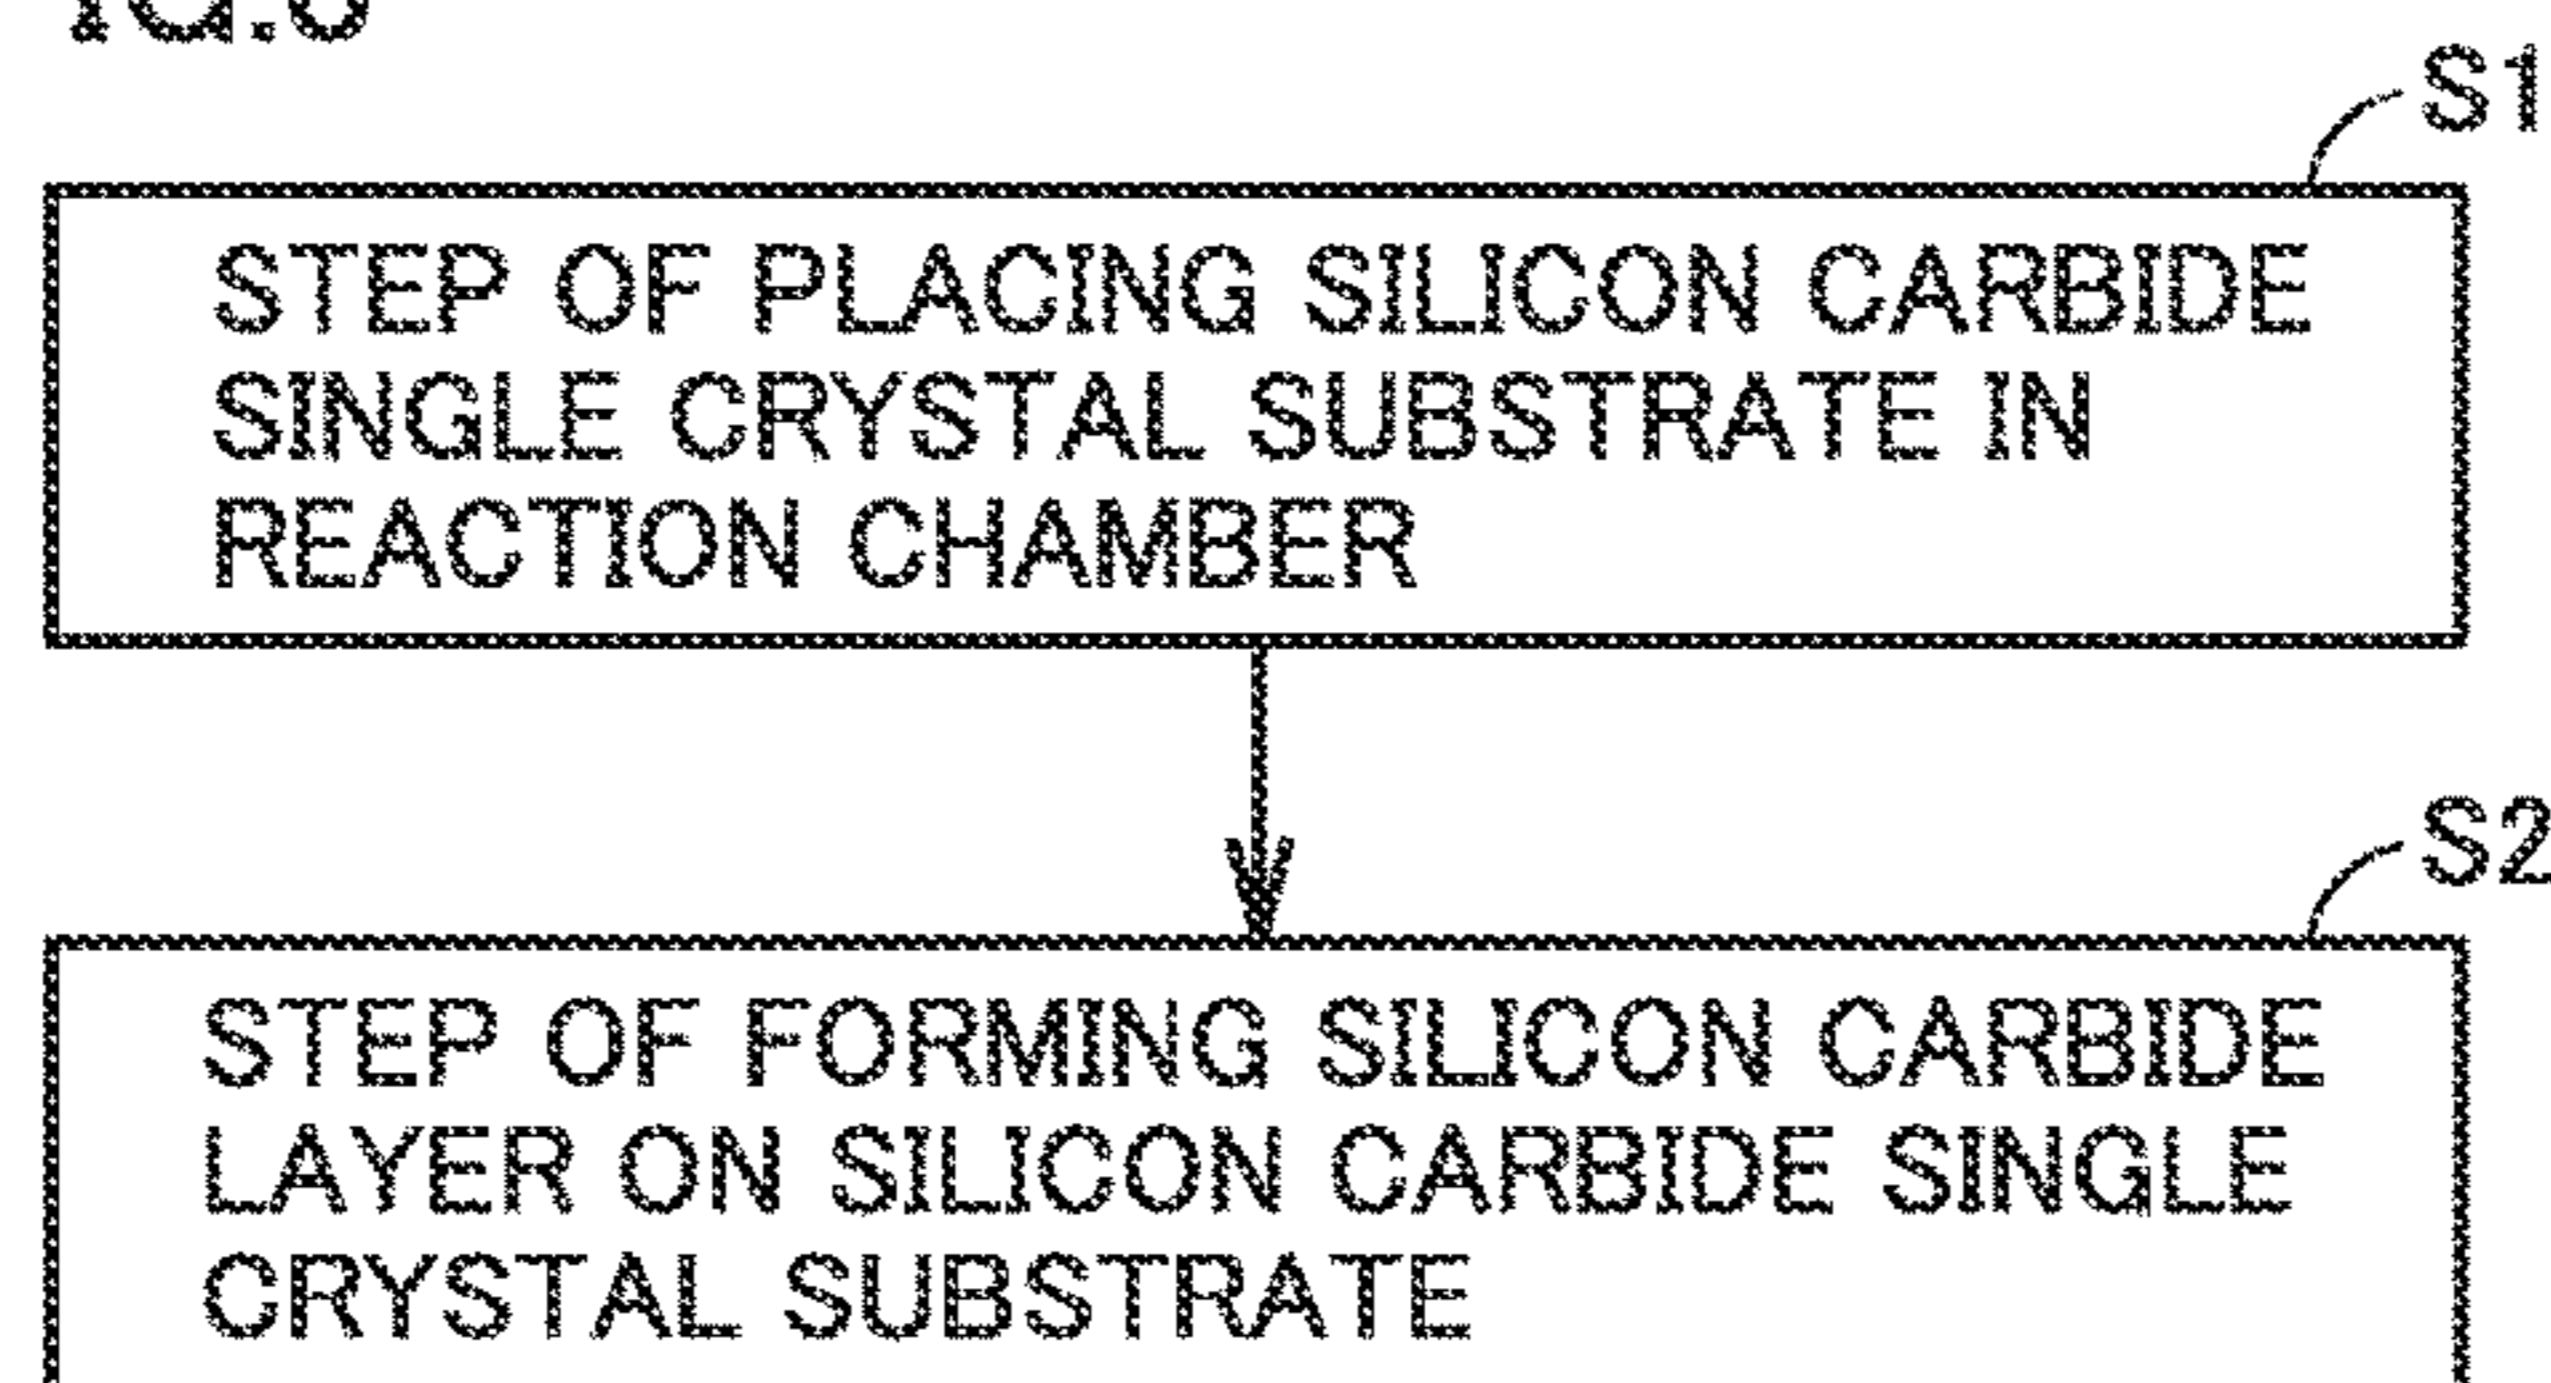 S1
STEP OF PLACING SILICON CARBIDE
SINGLE CRYSTAL SUBSTRATE IN
REACTION CHAMBER
S2
STEP OF FORMING SILICON CARBIDE
LAYER ON SILICON CARBIDE SINGLE
CRYSTAL SUBSTRATE